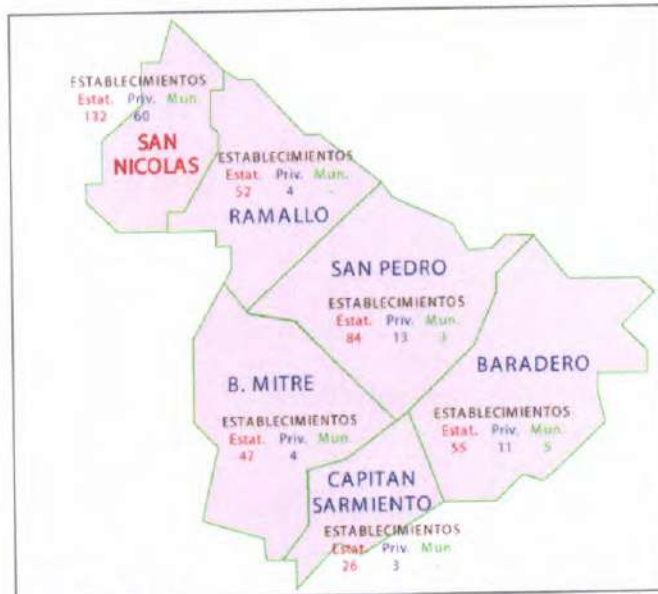 ESTABLECIMIENTOS
Estat. Priv. Mun.
132 60 -
SAN
NICOLAS
ESTABLECIMIENTOS
Estat. Priv. Mun.
52 4 -
RAMALLO
SAN PEDRO
ESTABLECIMIENTOS
Estat. Priv. Mun.
84 13 3
BARADERO
ESTABLECIMIENTOS
Estat. Priv. Mun.
55 11 5
B. MITRE
ESTABLECIMIENTOS
Estat. Priv. Mun.
47 4
CAPITAN
SARMIENTO
ESTABLECIMIENTOS
Estat. Priv. Mun.
26 3 -